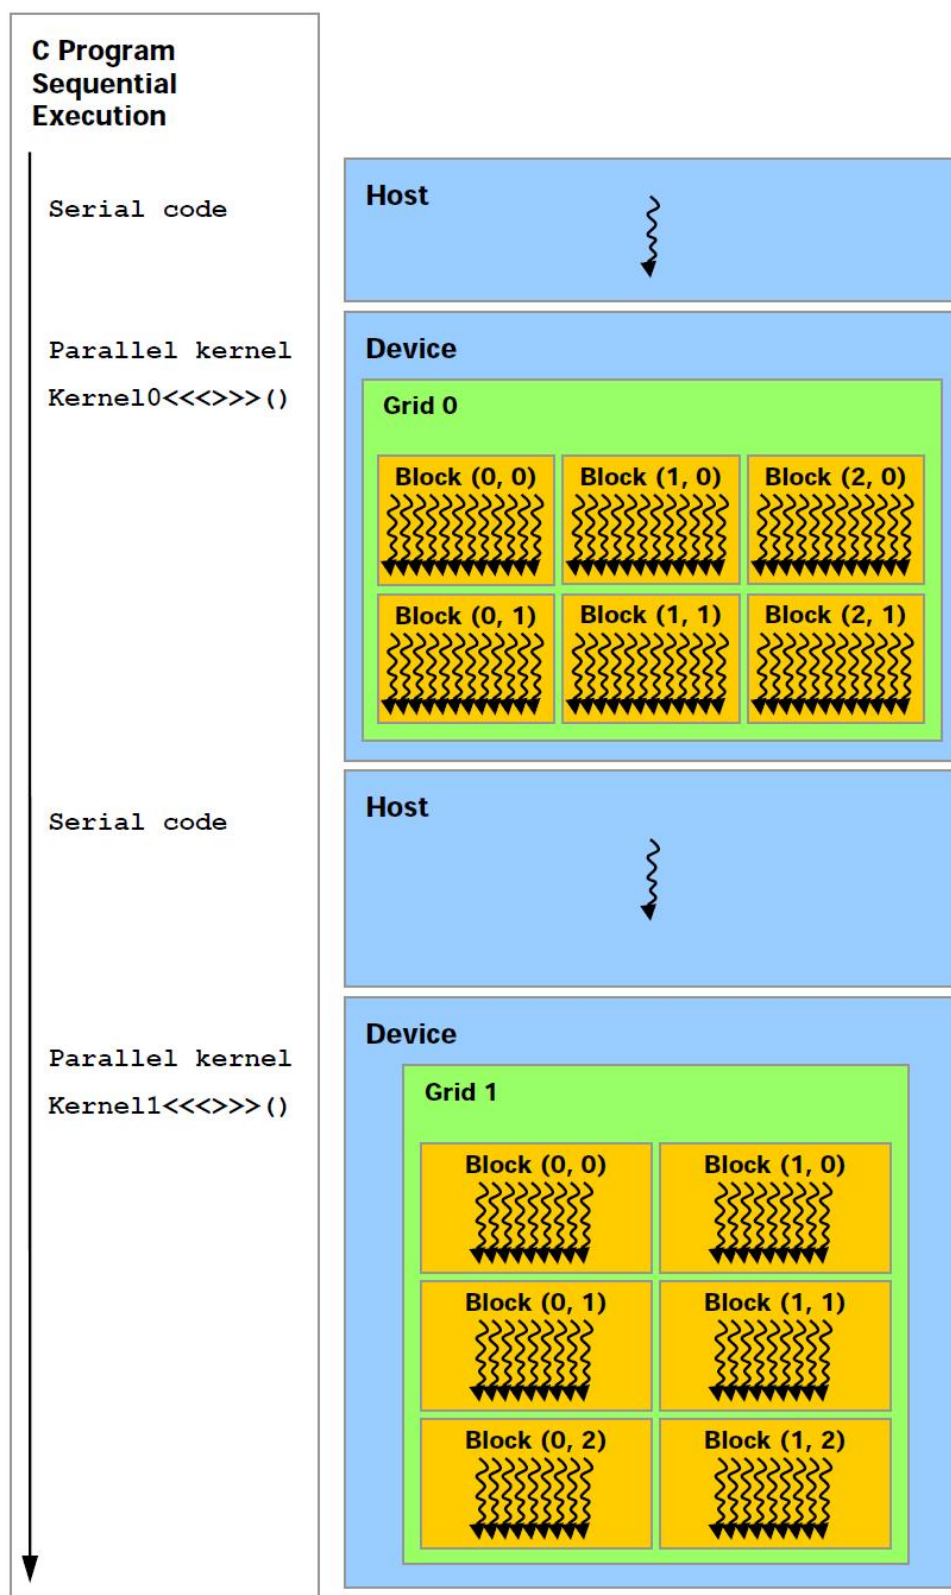 C Program
Sequential
Execution
Serial code
Host
Parallel kernel
Kernel0<<<>>>()
Device
Grid 0
Block (0, 0)
Block (1, 0)
Block (2, 0)
Block (0, 1)
Block (1, 1)
Block (2, 1)
Serial code
Host
Parallel kernel
Kernel1<<<>>>()
Device
Grid 1
Block (0, 0)
Block (1, 0)
Block (0, 1)
Block (1, 1)
Block (0, 2)
Block (1, 2)